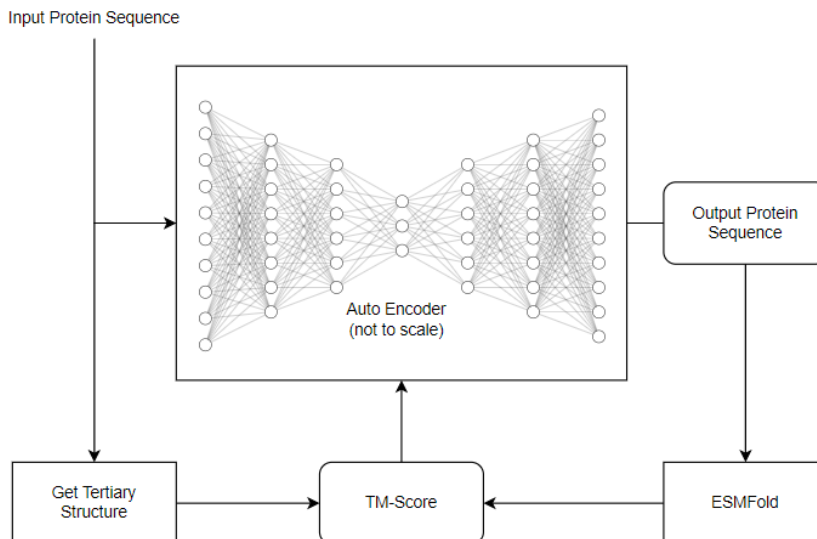 Input Protein Sequence
Auto Encoder
(not to scale)
Output Protein
Sequence
Get Tertiary
Structure
TM-Score
ESMFold